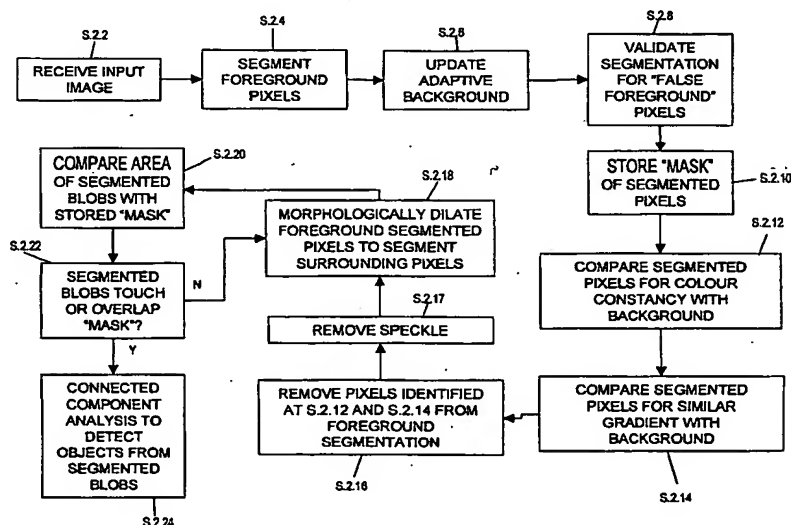 S.2.2
RECEIVE INPUT
IMAGE
S.2.4
SEGMENT
FOREGROUND
PIXELS
S.2.6
UPDATE
ADAPTIVE
BACKGROUND
S.2.8
VALIDATE
SEGMENTATION
FOR "FALSE
FOREGROUND"
PIXELS
STORE "MASK"
OF SEGMENTED
PIXELS
S.2.10
S.2.12
COMPARE SEGMENTED
PIXELS FOR COLOUR
CONSTANCY WITH
BACKGROUND
COMPARE SEGMENTED
PIXELS FOR SIMILAR
GRADIENT WITH
BACKGROUND
S.2.14
REMOVE PIXELS IDENTIFIED
AT S.2.12 AND S.2.14 FROM
FOREGROUND
SEGMENTATION
S.2.16
S.2.17
REMOVE SPECKLE
S.2.18
MORPHOLOGICALLY DILATE
FOREGROUND SEGMENTED
PIXELS TO SEGMENT
SURROUNDING PIXELS
S.2.20
COMPARE AREA
OF SEGMENTED
BLOBS WITH
STORED "MASK"
S.2.22
SEGMENTED
BLOBS TOUCH
OR OVERLAP
"MASK"?
N
Y
CONNECTED
COMPONENT
ANALYSIS TO
DETECT
OBJECTS FROM
SEGMENTED
BLOBS
S.2.24